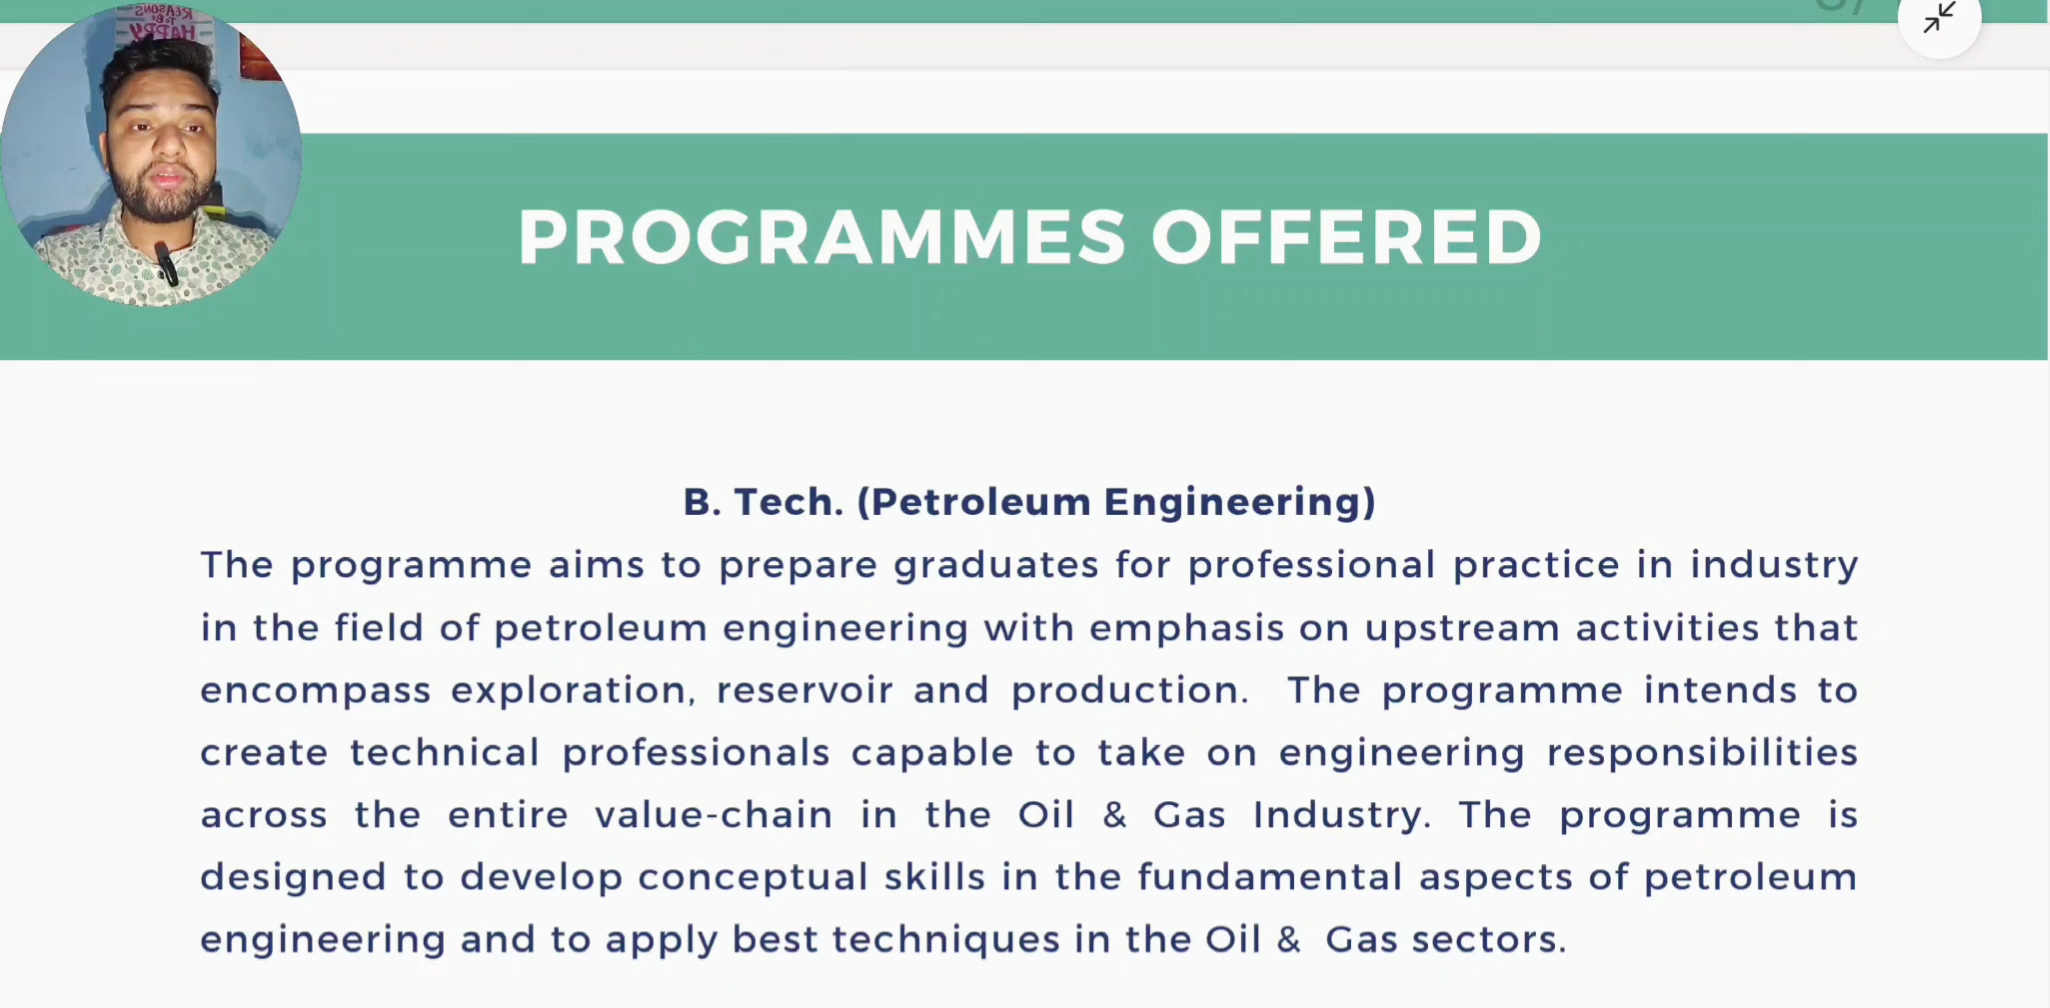 REASONS
TO BE
HAPPY
PROGRAMMES OFFERED
B. Tech. (Petroleum Engineering)
The programme aims to prepare graduates for professional practice in industry
in the field of petroleum engineering with emphasis on upstream activities that
encompass exploration, reservoir and production. The programme intends to
create technical professionals capable to take on engineering responsibilities
across the entire value-chain in the Oil & Gas Industry. The programme is
designed to develop conceptual skills in the fundamental aspects of petroleum
engineering and to apply best techniques in the Oil & Gas sectors.